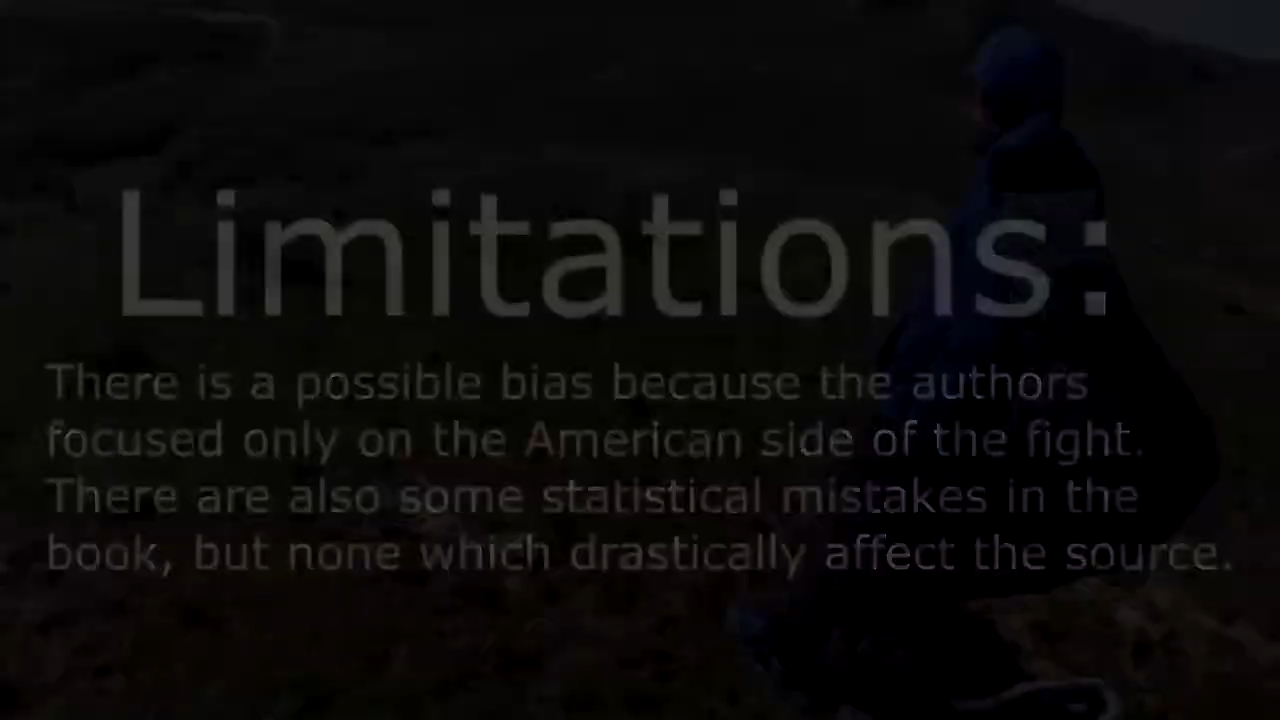 Limitations:
There is a possible bias because the authors
focused only on the American side of the fight.
There are also some statistical mistakes in the
book, but none which drastically affect the source.